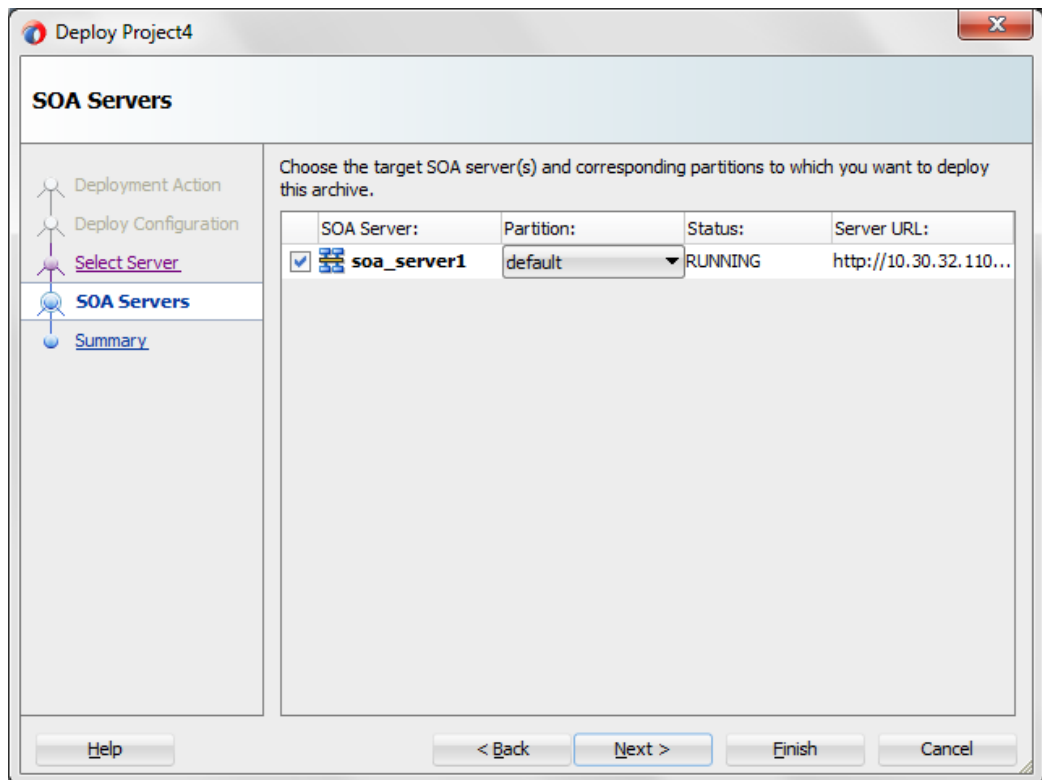 Deploy Project4
SOA Servers
Choose the target SOA server(s) and corresponding partitions to which you want to deploy
this archive.
Deployment Action
Deploy Configuration
Select Server
SOA Servers
Summary
SOA Server: Partition: Status: Server URL:
soa_server1 default RUNNING http://10.30.32.110...
Help < Back Next > Finish Cancel